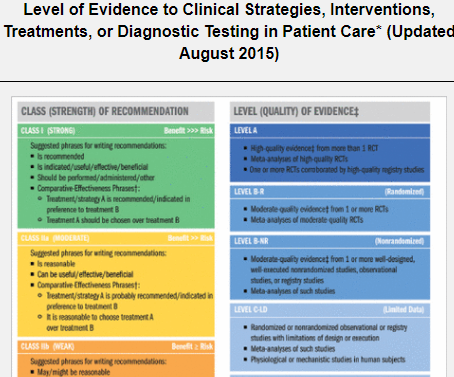 Level of Evidence to Clinical Strategies, Interventions,
Treatments, or Diagnostic Testing in Patient Care* (Updated
August 2015)
CLASS (STRENGTH) OF RECOMMENDATION
CLASS I (STRONG) Benefit >>> Risk
Suggested phrases for writing recommendations:
■ Is recommended
■ Is indicated/useful/effective/beneficial
■ Should be performed/administered/other
■ Comparative-Effectiveness Phrases†:
○ Treatment/strategy A is recommended/indicated in
preference to treatment B
○ Treatment A should be chosen over treatment B
CLASS IIa (MODERATE) Benefit >> Risk
Suggested phrases for writing recommendations:
■ Is reasonable
■ Can be useful/effective/beneficial
■ Comparative-Effectiveness Phrases†:
○ Treatment/strategy A is probably recommended/indicated in
preference to treatment B
○ It is reasonable to choose treatment A
over treatment B
CLASS IIb (WEAK) Benefit ≥ Risk
Suggested phrases for writing recommendations:
■ May/might be reasonable
LEVEL (QUALITY) OF EVIDENCE‡
LEVEL A
■ High-quality evidence‡ from more than 1 RCT
■ Meta-analyses of high-quality RCTs
■ One or more RCTs corroborated by high-quality registry studies
LEVEL B-R (Randomized)
■ Moderate-quality evidence‡ from 1 or more RCTs
■ Meta-analyses of moderate-quality RCTs
LEVEL B-NR (Nonrandomized)
■ Moderate-quality evidence‡ from 1 or more well-designed,
well-executed nonrandomized studies, observational
studies, or registry studies
■ Meta-analyses of such studies
LEVEL C-LD (Limited Data)
■ Randomized or nonrandomized observational or registry
studies with limitations of design or execution
■ Meta-analyses of such studies
■ Physiological or mechanistic studies in human subjects